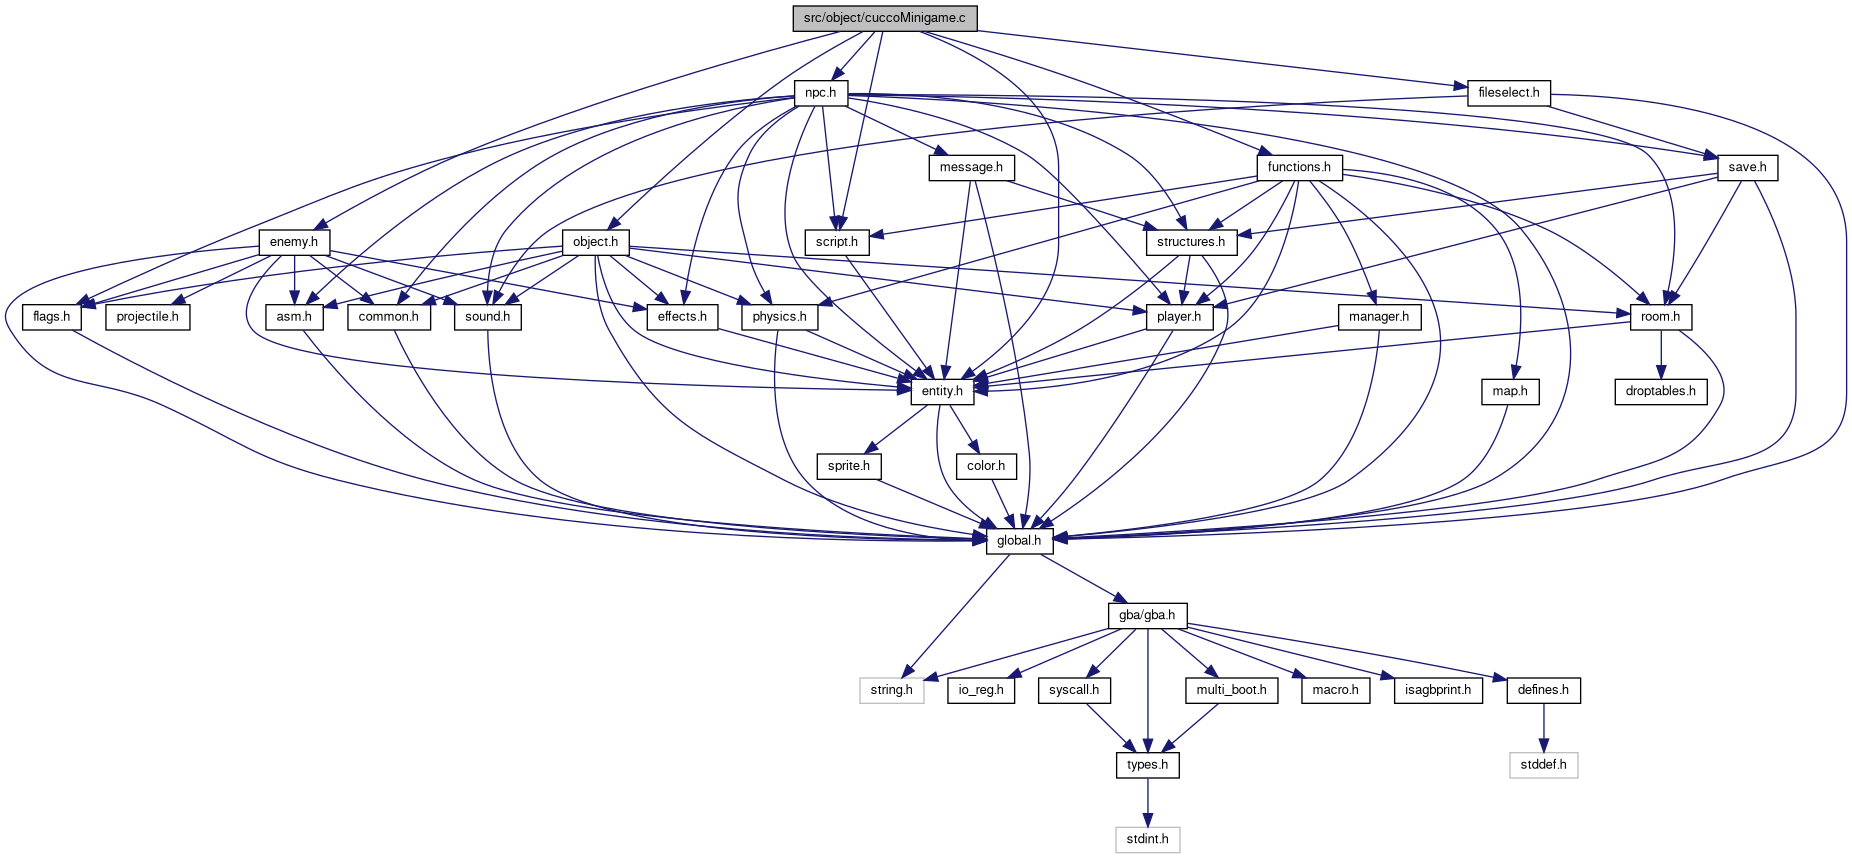 src/object/cuccoMinigame.c
npc.h
fileselect.h
message.h
functions.h
save.h
enemy.h
object.h
script.h
structures.h
flags.h
projectile.h
asm.h
common.h
sound.h
effects.h
physics.h
player.h
manager.h
room.h
entity.h
map.h
droptables.h
sprite.h
color.h
global.h
gba/gba.h
string.h
io_reg.h
syscall.h
multi_boot.h
macro.h
isagbprint.h
defines.h
types.h
stddef.h
stdint.h